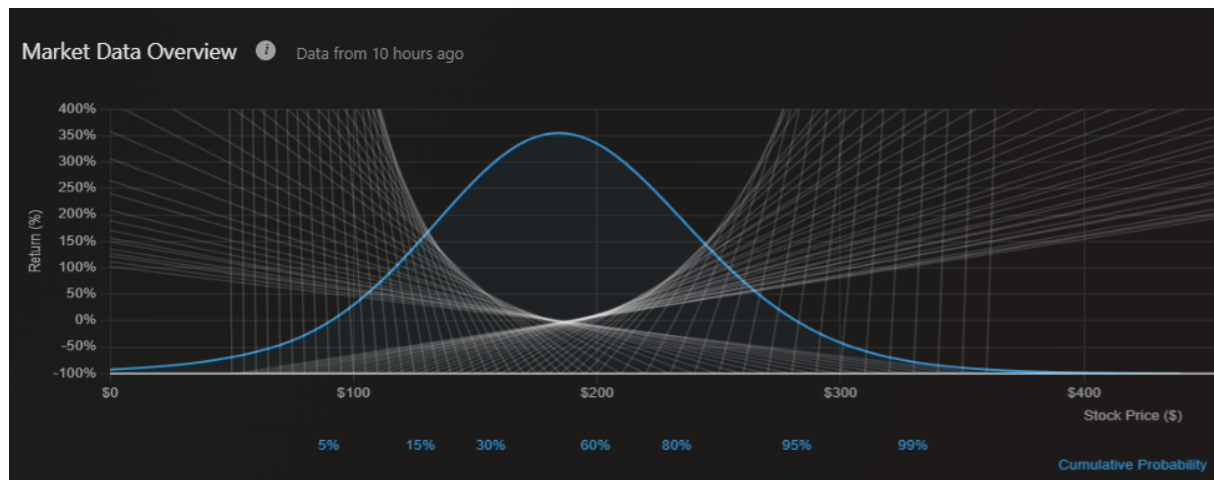 Market Data Overview i Data from 10 hours ago
400%
350%
300%
250%
200%
150%
100%
50%
0%
-50%
-100%
Return (%)
$0 $100 $200 $300 $400
Stock Price ($)
5% 15% 30% 60% 80% 95% 99%
Cumulative Probability